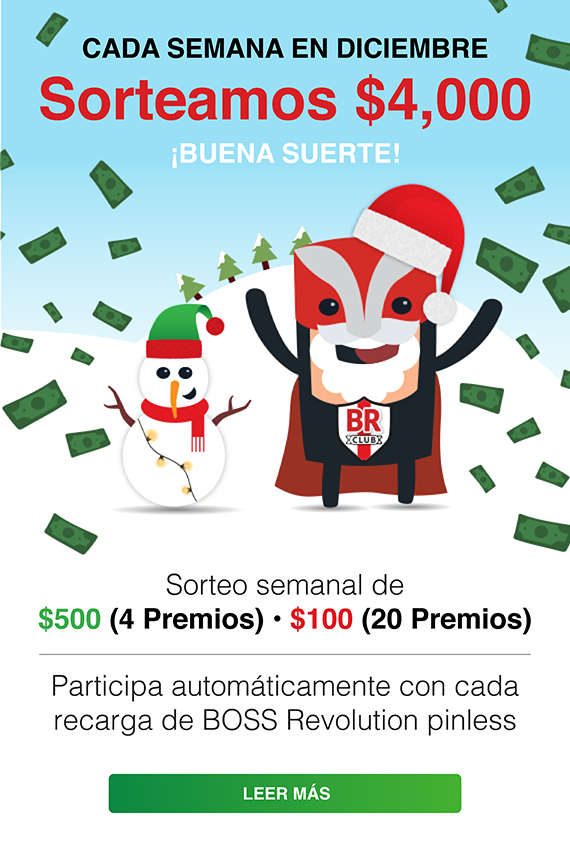 CADA SEMANA EN DICIEMBRE
Sorteamos $4,000
¡BUENA SUERTE!
BR
CLUB
Sorteo semanal de
$500 (4 Premios) • $100 (20 Premios)
Participa automáticamente con cada
recarga de BOSS Revolution pinless
LEER MÁS